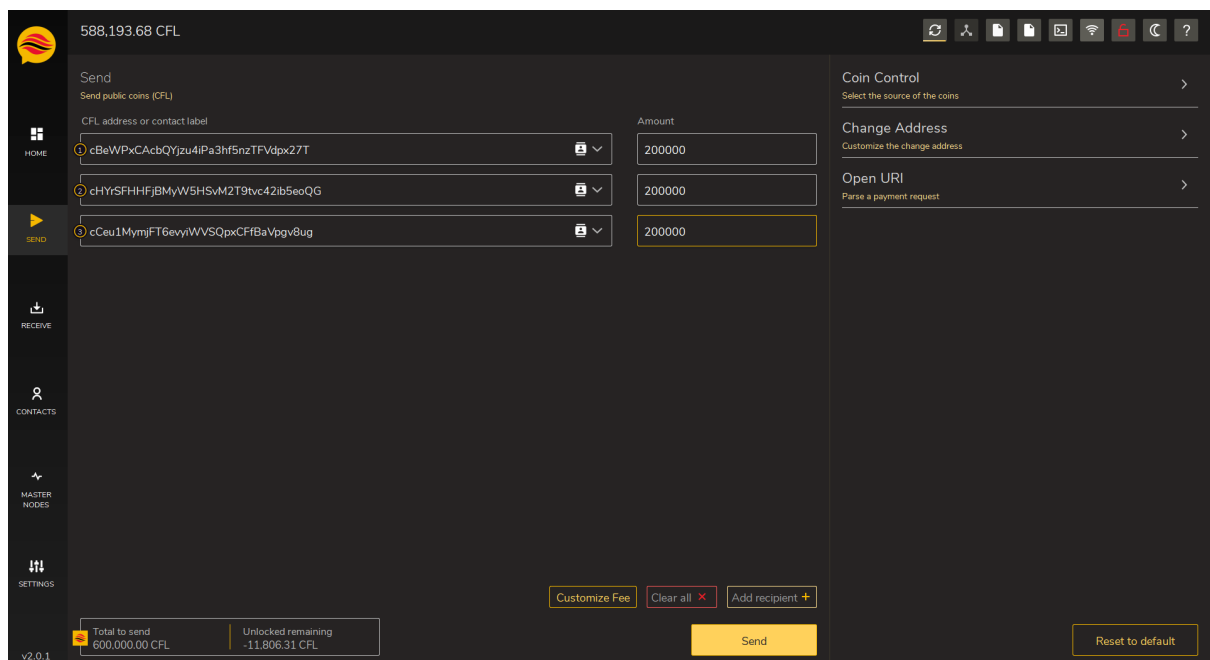 588,193.68 CFL
?
Send
Send public coins (CFL)
CFL address or contact label
Amount
1 cBeWPxCAcbQYjzu4iPa3hf5nzTFVdpx27T
200000
2 cHYrSFHHFjBMyW5HSvM2T9tvc42ib5eoQG
200000
3 cCeu1MymjFT6evyiWVSQpxCFfBaVpgv8ug
200000
Coin Control
Select the source of the coins
Change Address
Customize the change address
Open URI
Parse a payment request
HOME
SEND
RECEIVE
CONTACTS
MASTER
NODES
SETTINGS
v2.0.1
Customize Fee
Clear all ×
Add recipient +
Total to send
600,000.00 CFL
Unlocked remaining
-11,806.31 CFL
Send
Reset to default